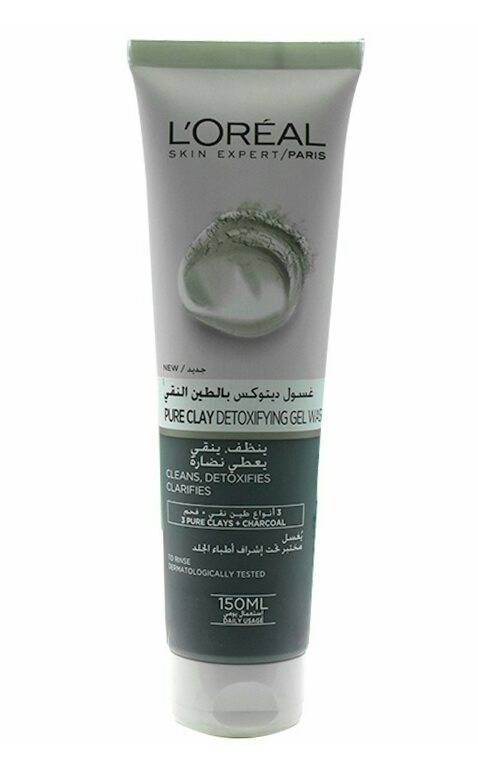 L'ORÉAL
SKIN EXPERT/PARIS
NEW / جديد
غسول ديتوكس بالطين النقي
PURE CLAY DETOXIFYING GEL WAS
ينظف، ينقي
يعطي نضارة
CLEANS, DETOXIFIES
CLARIFIES
3 أنواع طين نقي + فحم
3 PURE CLAYS + CHARCOAL
يُغسل
مختبر تحت إشراف أطباء الجلد
TO RINSE
DERMATOLOGICALLY TESTED
150ML
إستعمال يومي
DAILY USAGE